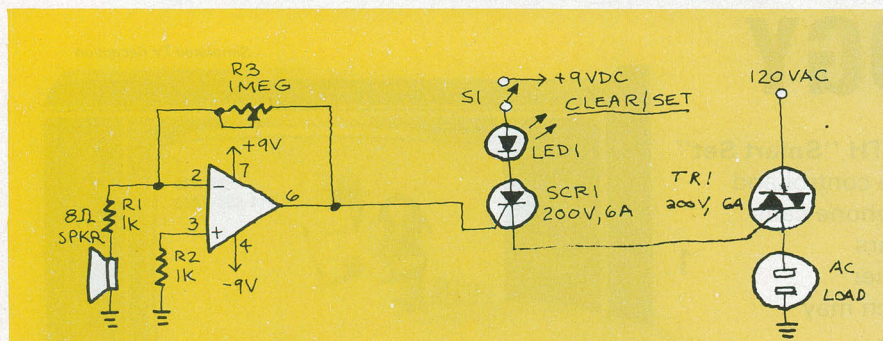 R3
1MEG
+9V
7
2
-
6
3
+
4
-9V
R1
1K
8Ω
SPKR
R2
1K
S1
+9VDC
CLEAR/SET
LED1
SCR1
200V, 6A
120VAC
TR1
200V, 6A
AC
LOAD